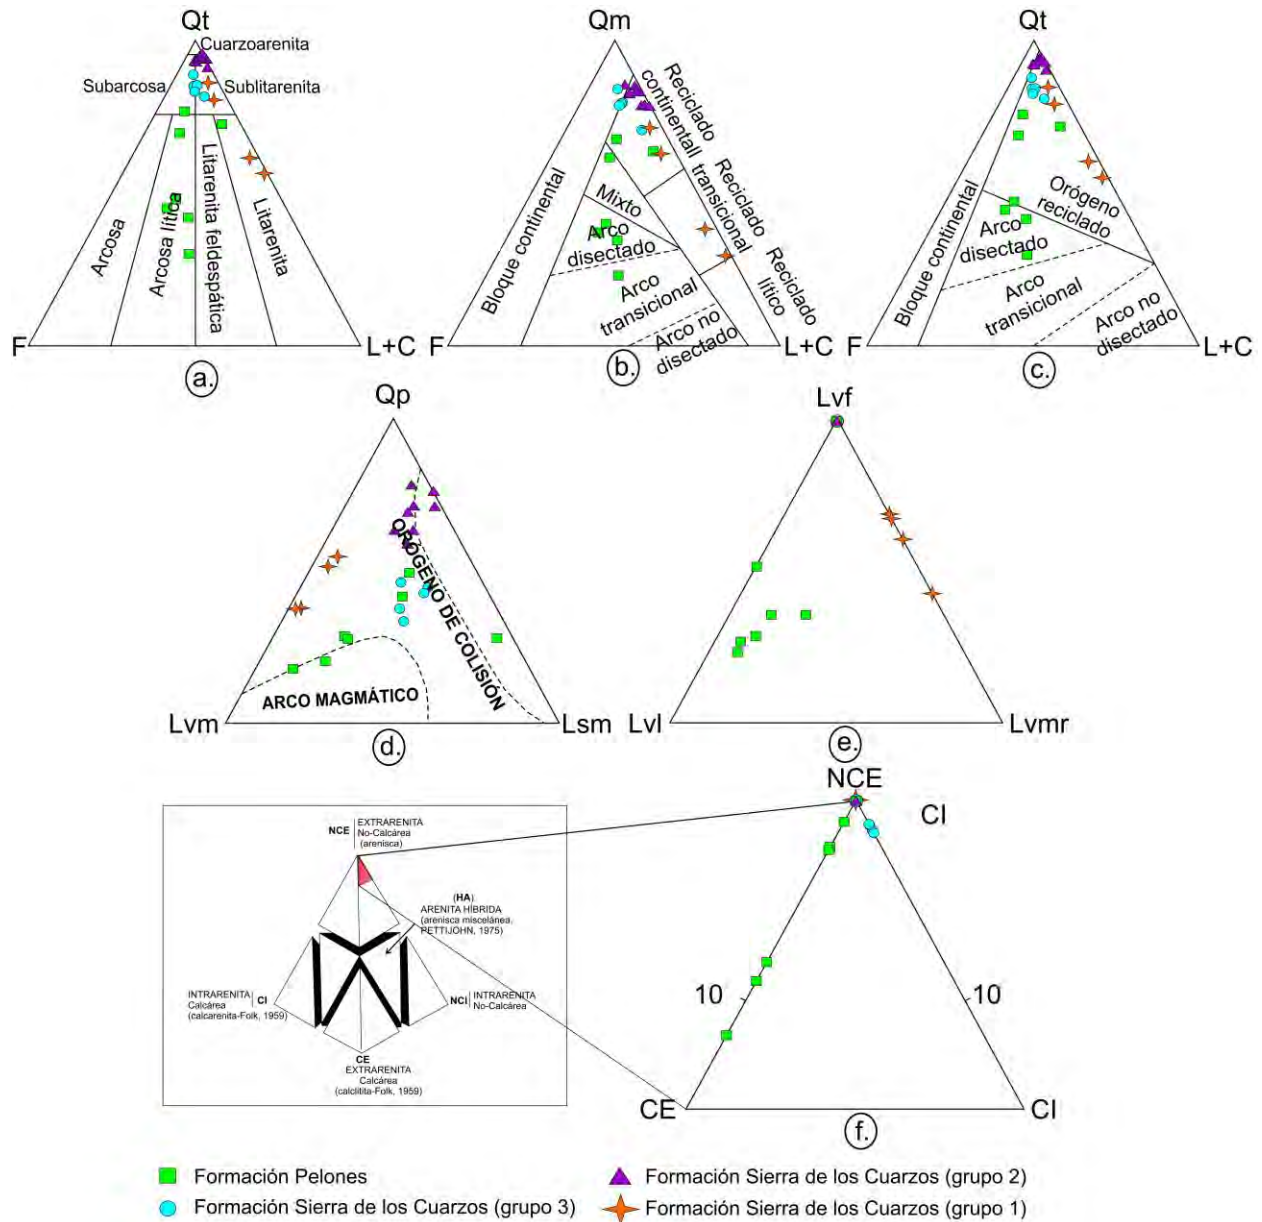 Qt
Cuarzoarenita
Subarcosa
Sublitarenita
Arcosa
Arcosa lítica
Litarenita feldespática
Litarenita
F
L+C
a.
Qm
Reciclado continental
Reciclado transicional
Reciclado lítico
Bloque continental
Mixto
Arco disectado
Arco transicional
Arco no disectado
F
L+C
b.
Qt
Bloque continental
Orógeno reciclado
Arco disectado
Arco transicional
Arco no disectado
F
L+C
c.
Qp
ORÓGENO DE COLISIÓN
ARCO MAGMÁTICO
Lvm
Lsm
d.
Lvf
Lvl
Lvmr
e.
NCE
CI
10
10
CE
CI
f.
NCE
EXTRARENITA
No-Calcárea
(arenisca)
(HA)
ARENITA HÍBRIDA
(arenisca miscelánea,
PETTIJOHN, 1975)
INTRARENITA CI
Calcárea
(calcarenita-Folk, 1959)
NCI INTRARENITA
No-Calcárea
CE
EXTRARENITA
Calcárea
(calclitita-Folk, 1959)
Formación Pelones
Formación Sierra de los Cuarzos (grupo 2)
Formación Sierra de los Cuarzos (grupo 3)
Formación Sierra de los Cuarzos (grupo 1)